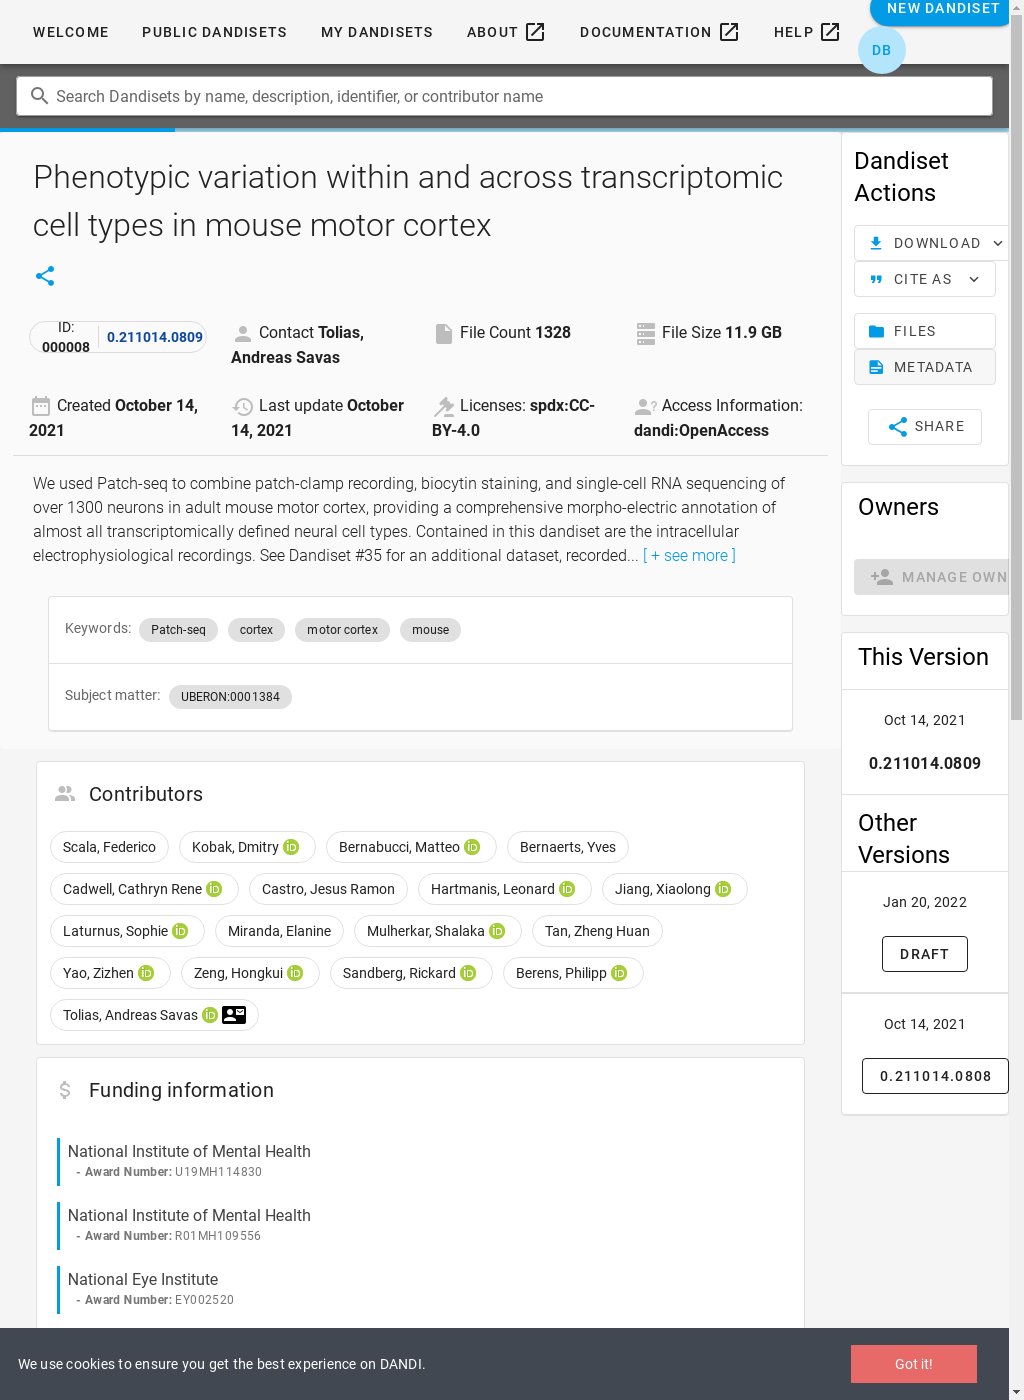 WELCOME PUBLIC DANDISETS MY DANDISETS ABOUT DOCUMENTATION HELP NEW DANDISET
DB
Search Dandisets by name, description, identifier, or contributor name
Phenotypic variation within and across transcriptomic
cell types in mouse motor cortex
ID:
000008 0.211014.0809
Contact Tolias,
Andreas Savas
File Count 1328
File Size 11.9 GB
Created October 14,
2021
Last update October
14, 2021
Licenses: spdx:CC-
BY-4.0
Access Information:
dandi:OpenAccess
We used Patch-seq to combine patch-clamp recording, biocytin staining, and single-cell RNA sequencing of
over 1300 neurons in adult mouse motor cortex, providing a comprehensive morpho-electric annotation of
almost all transcriptomically defined neural cell types. Contained in this dandiset are the intracellular
electrophysiological recordings. See Dandiset #35 for an additional dataset, recorded... [ + see more ]
Keywords: Patch-seq cortex motor cortex mouse
Subject matter: UBERON:0001384
Contributors
Scala, Federico Kobak, Dmitry iD Bernabucci, Matteo iD Bernaerts, Yves
Cadwell, Cathryn Rene iD Castro, Jesus Ramon Hartmanis, Leonard iD Jiang, Xiaolong iD
Laturnus, Sophie iD Miranda, Elanine Mulherkar, Shalaka iD Tan, Zheng Huan
Yao, Zizhen iD Zeng, Hongkui iD Sandberg, Rickard iD Berens, Philipp iD
Tolias, Andreas Savas iD
Funding information
National Institute of Mental Health
- Award Number: U19MH114830
National Institute of Mental Health
- Award Number: R01MH109556
National Eye Institute
- Award Number: EY002520
Dandiset
Actions
DOWNLOAD
CITE AS
FILES
METADATA
SHARE
Owners
MANAGE OWN
This Version
Oct 14, 2021
0.211014.0809
Other
Versions
Jan 20, 2022
DRAFT
Oct 14, 2021
0.211014.0808
We use cookies to ensure you get the best experience on DANDI. Got it!